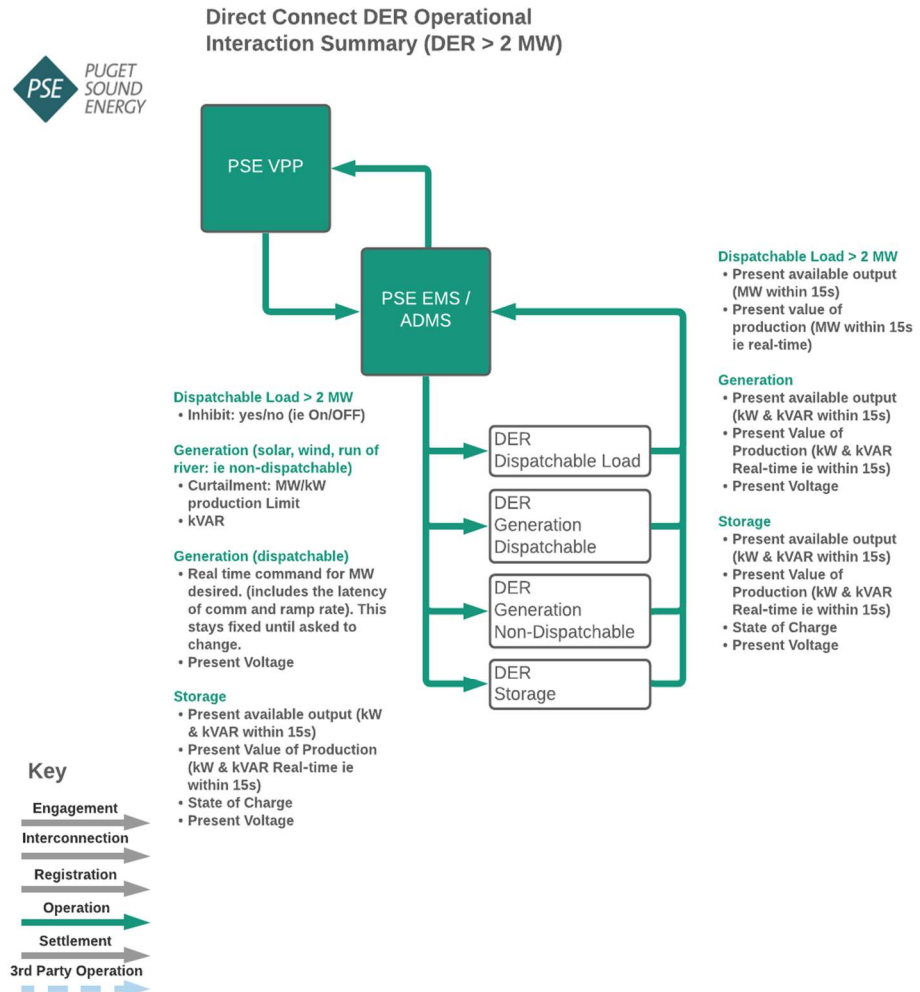 Direct Connect DER Operational
Interaction Summary (DER > 2 MW)
PSE
PUGET
SOUND
ENERGY
PSE VPP
PSE EMS /
ADMS
Dispatchable Load > 2 MW
• Inhibit: yes/no (ie On/OFF)
Generation (solar, wind, run of
river: ie non-dispatchable)
• Curtailment: MW/kW
production Limit
• kVAR
Generation (dispatchable)
• Real time command for MW
desired. (includes the latency
of comm and ramp rate). This
stays fixed until asked to
change.
• Present Voltage
Storage
• Present available output (kW
& kVAR within 15s)
• Present Value of Production
(kW & kVAR Real-time ie
within 15s)
• State of Charge
• Present Voltage
DER
Dispatchable Load
DER
Generation
Dispatchable
DER
Generation
Non-Dispatchable
DER
Storage
Dispatchable Load > 2 MW
• Present available output
(MW within 15s)
• Present value of
production (MW within 15s
ie real-time)
Generation
• Present available output
(kW & kVAR within 15s)
• Present Value of
Production (kW & kVAR
Real-time ie within 15s)
• Present Voltage
Storage
• Present available output
(kW & kVAR within 15s)
• Present Value of
Production (kW & kVAR
Real-time ie within 15s)
• State of Charge
• Present Voltage
Key
Engagement
Interconnection
Registration
Operation
Settlement
3rd Party Operation